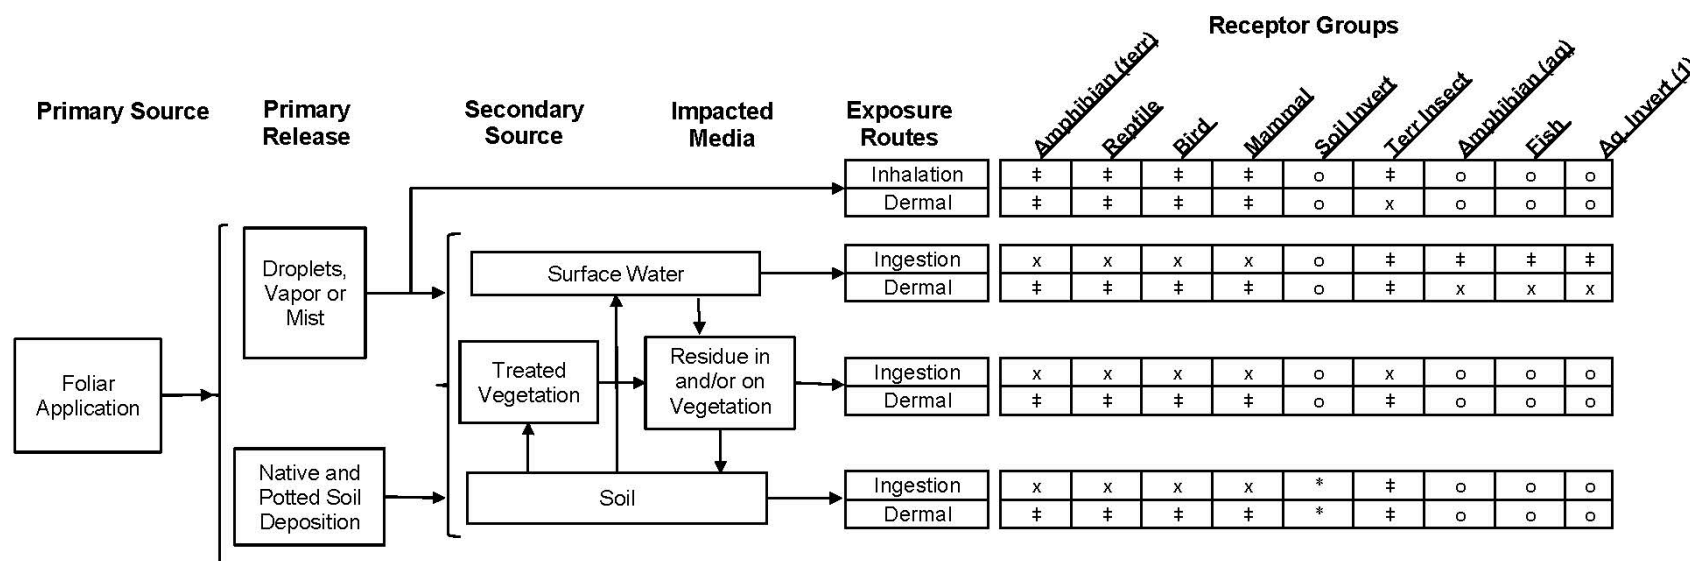 Receptor Groups
Primary Source
Primary
Release
Secondary
Source
Impacted
Media
Exposure
Routes
Amphibian (terr)
Reptile
Bird
Mammal
Soil Invert
Terr Insect
Amphibian (aq)
Fish
Aq. Invert (1)
Inhalation ‡ ‡ ‡ ‡ o ‡ o o o
Dermal ‡ ‡ ‡ ‡ o x o o o
Droplets,
Vapor or
Mist
Surface Water
Ingestion x x x x o ‡ ‡ ‡ ‡
Dermal ‡ ‡ ‡ ‡ o ‡ x x x
Foliar
Application
Treated
Vegetation
Residue in
and/or on
Vegetation
Ingestion x x x x o x o o o
Dermal ‡ ‡ ‡ ‡ o ‡ o o o
Native and
Potted Soil
Deposition
Soil
Ingestion x x x x * ‡ o o o
Dermal ‡ ‡ ‡ ‡ * ‡ o o o